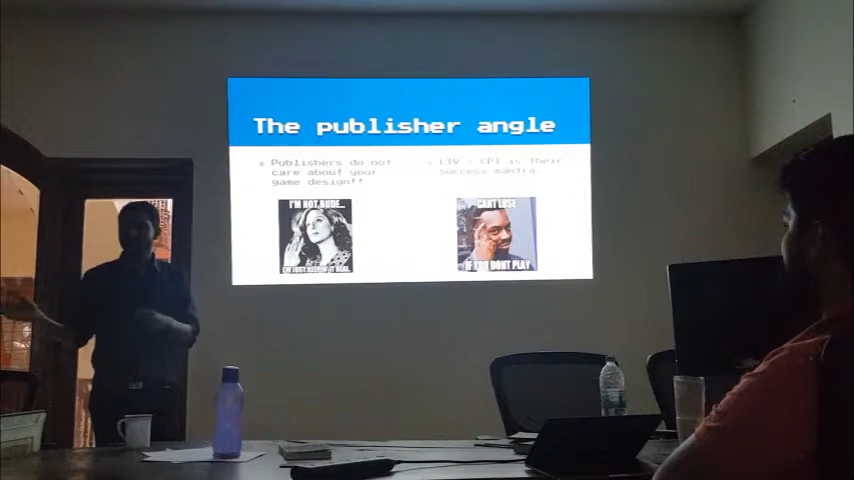 The publisher angle
Publishers do not
care about your
game design!!
LTV > CPI is their
success mantra.
I'M NOT RUDE...
I'M JUST KEEPIN' IT REAL
CANT LOSE
IF YOU DONT PLAY